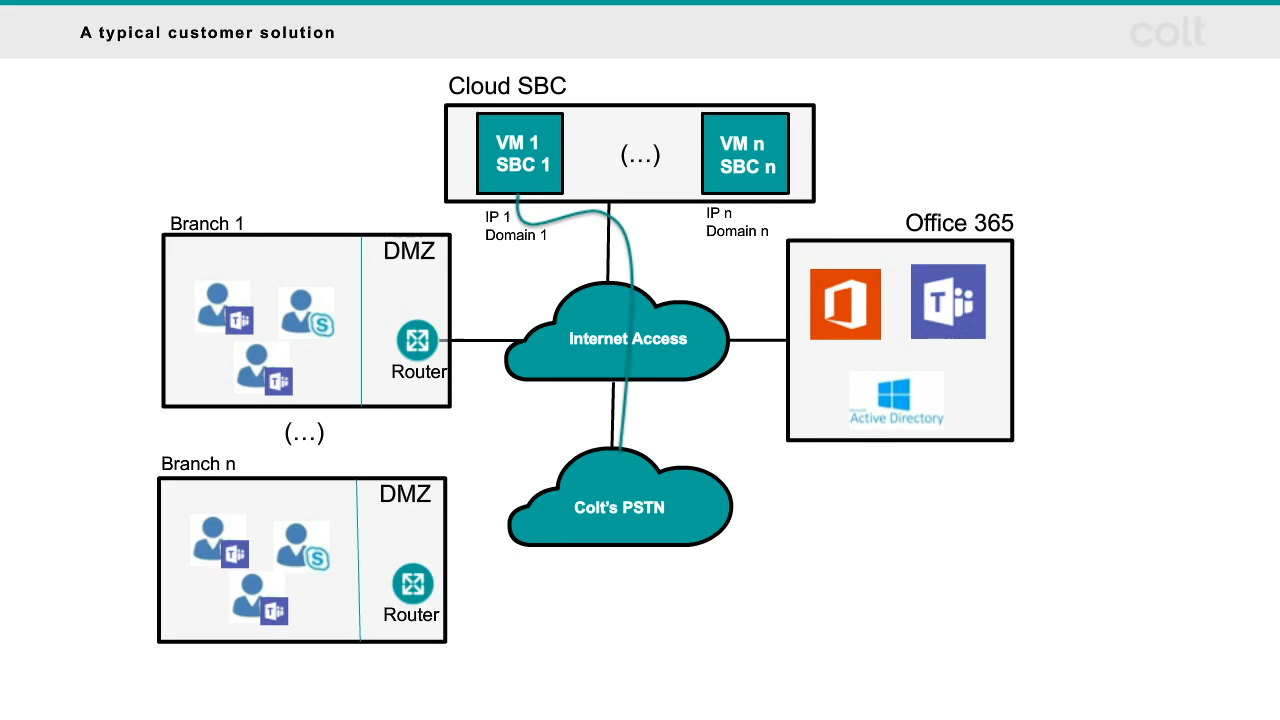 A typical customer solution
colt
Cloud SBC
VM 1
SBC 1
(...)
VM n
SBC n
IP 1
Domain 1
IP n
Domain n
Branch 1
DMZ
Router
Office 365
Microsoft
Active Directory
Internet Access
(...)
Branch n
DMZ
Router
Colt's PSTN